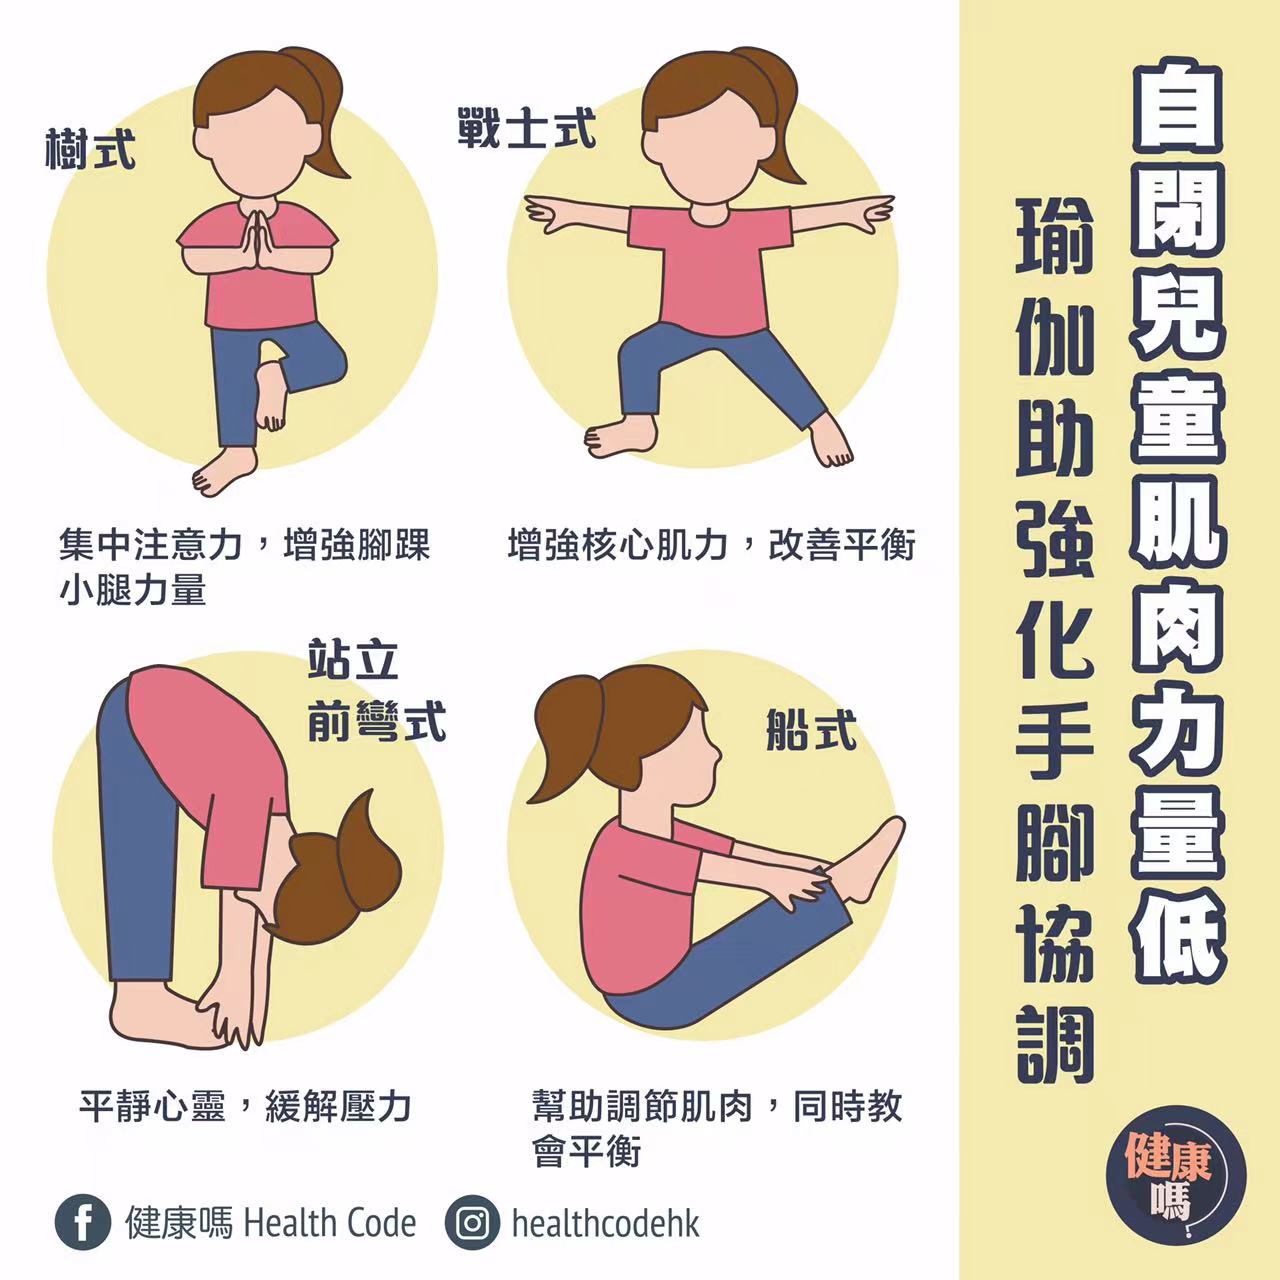 自閉兒童肌肉力量低
瑜伽助強化手腳協調
樹式
集中注意力，增強腳踝
小腿力量
戰士式
增強核心肌力，改善平衡
站立
前彎式
平靜心靈，緩解壓力
船式
幫助調節肌肉，同時教
會平衡
健康嗎 Health Code
healthcodehk
健康
嗎?